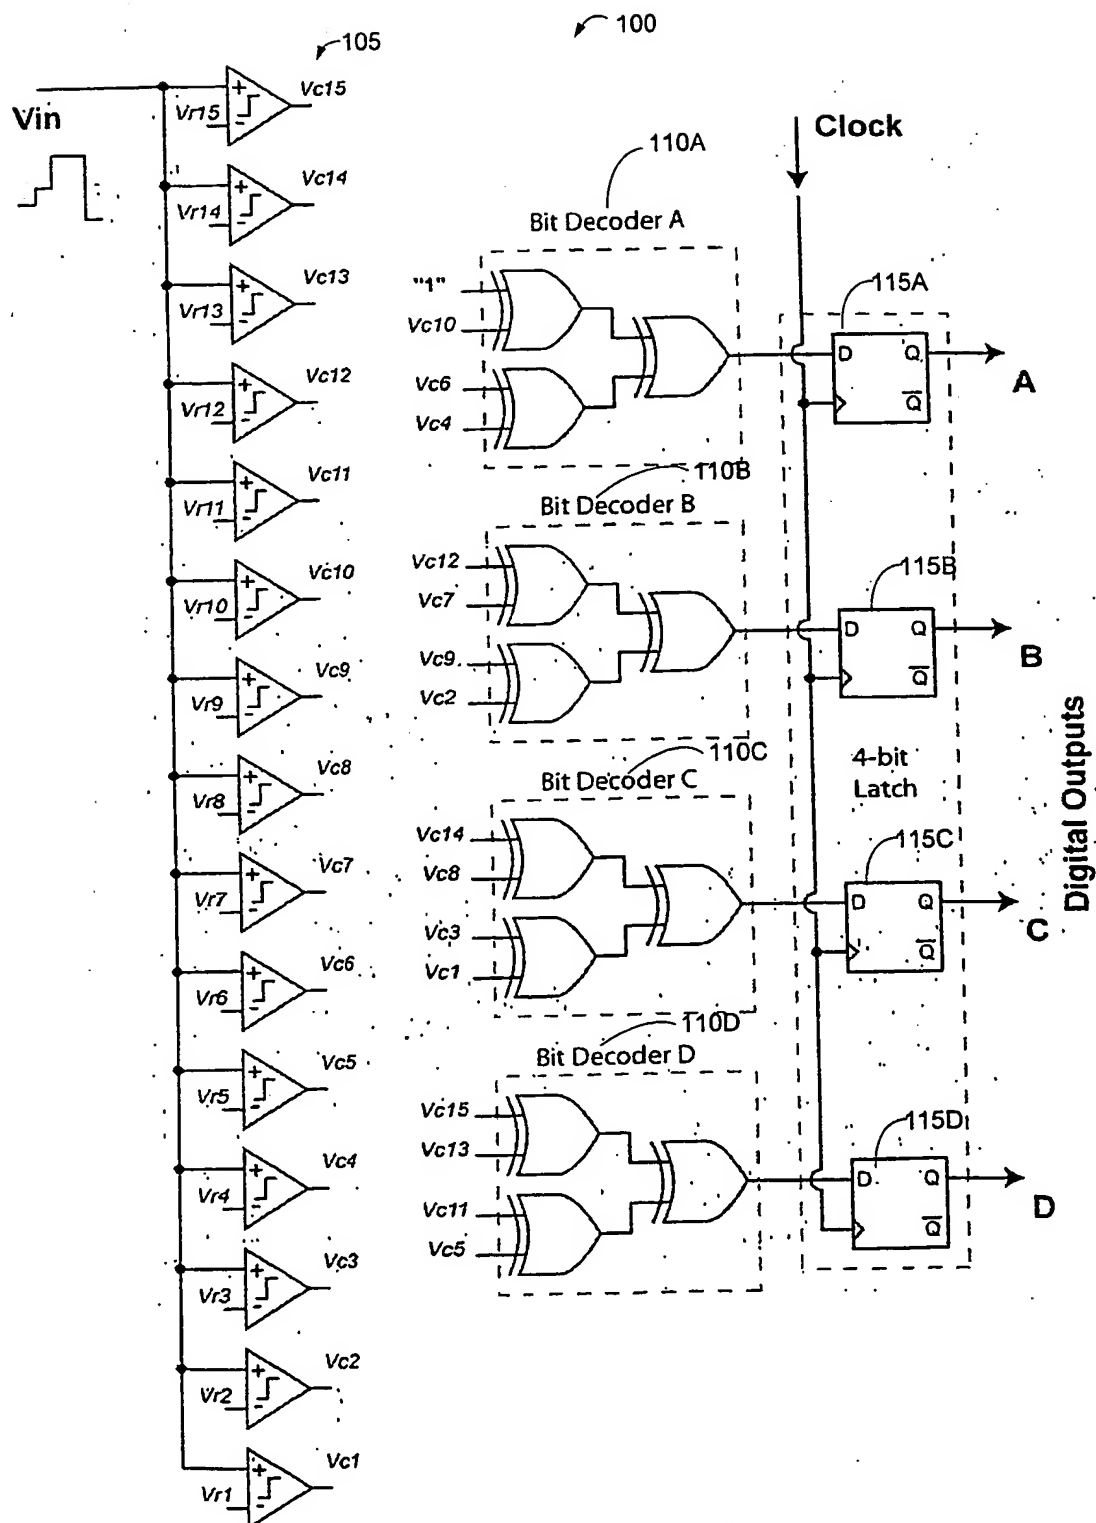 100
105
Vin
Vr15
Vc15
Vr14
Vc14
Vr13
Vc13
Vr12
Vc12
Vr11
Vc11
Vr10
Vc10
Vr9
Vc9
Vr8
Vc8
Vr7
Vc7
Vr6
Vc6
Vr5
Vc5
Vr4
Vc4
Vr3
Vc3
Vr2
Vc2
Vr1
Vc1
Clock
110A
Bit Decoder A
"1"
Vc10
Vc6
Vc4
115A
D Q
Q
A
110B
Bit Decoder B
Vc12
Vc7
Vc9
Vc2
115B
D Q
Q
B
110C
Bit Decoder C
Vc14
Vc8
Vc3
Vc1
4-bit
Latch
115C
D Q
Q
C
110D
Bit Decoder D
Vc15
Vc13
Vc11
Vc5
115D
D Q
Q
D
Digital Outputs